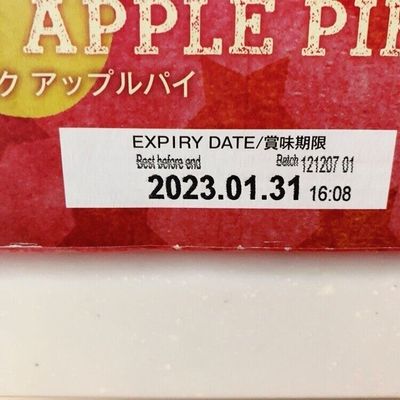 APPLE PIE
ク アップルパイ
EXPIRY DATE/賞味期限
Best before end Batch 121207 01
2023.01.31 16:08